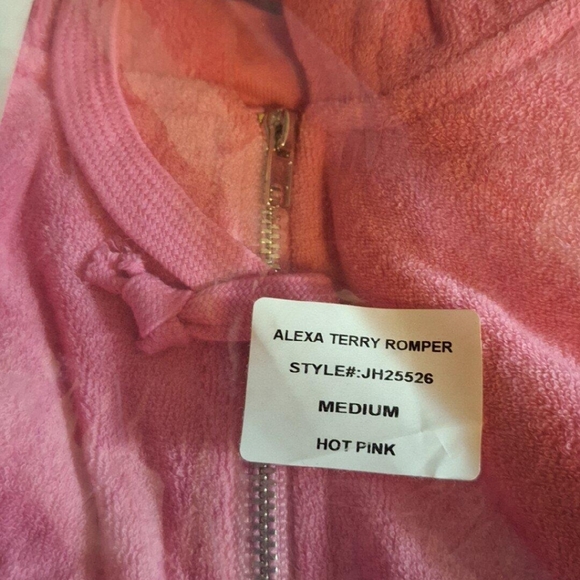 ALEXA TERRY ROMPER
STYLE#:JH25526
MEDIUM
HOT PINK